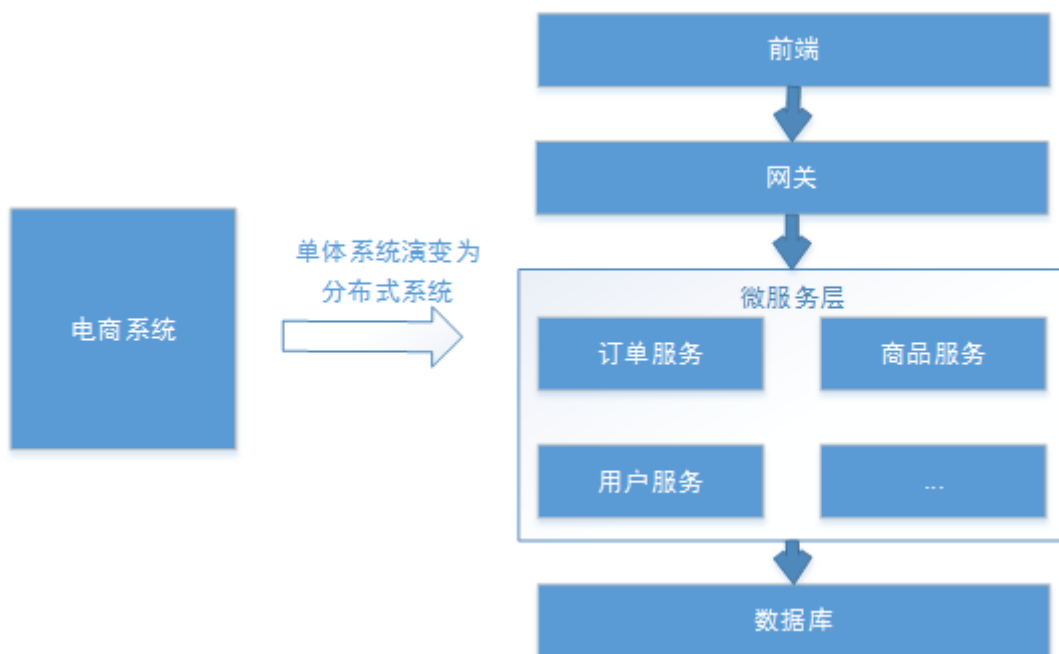 电商系统
单体系统演变为
分布式系统
前端
网关
微服务层
订单服务
商品服务
用户服务
...
数据库